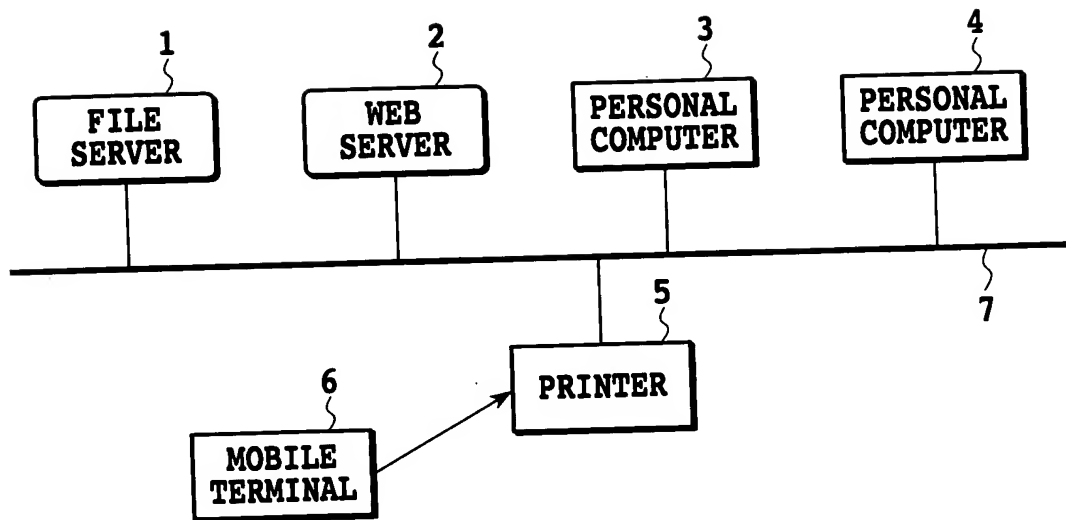 1
2
3
4
FILE
SERVER
WEB
SERVER
PERSONAL
COMPUTER
PERSONAL
COMPUTER
5
7
PRINTER
6
MOBILE
TERMINAL